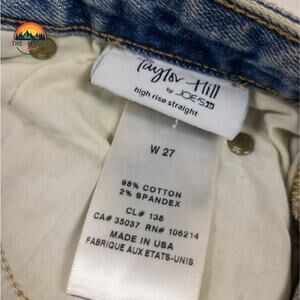 THE
Taylor Hill
by JOE'S
high rise straight
W 27
98% COTTON
2% SPANDEX
CL# 138
CA# 35037 RN# 106214
MADE IN USA
FABRIQUE AUX ETATS-UNIS